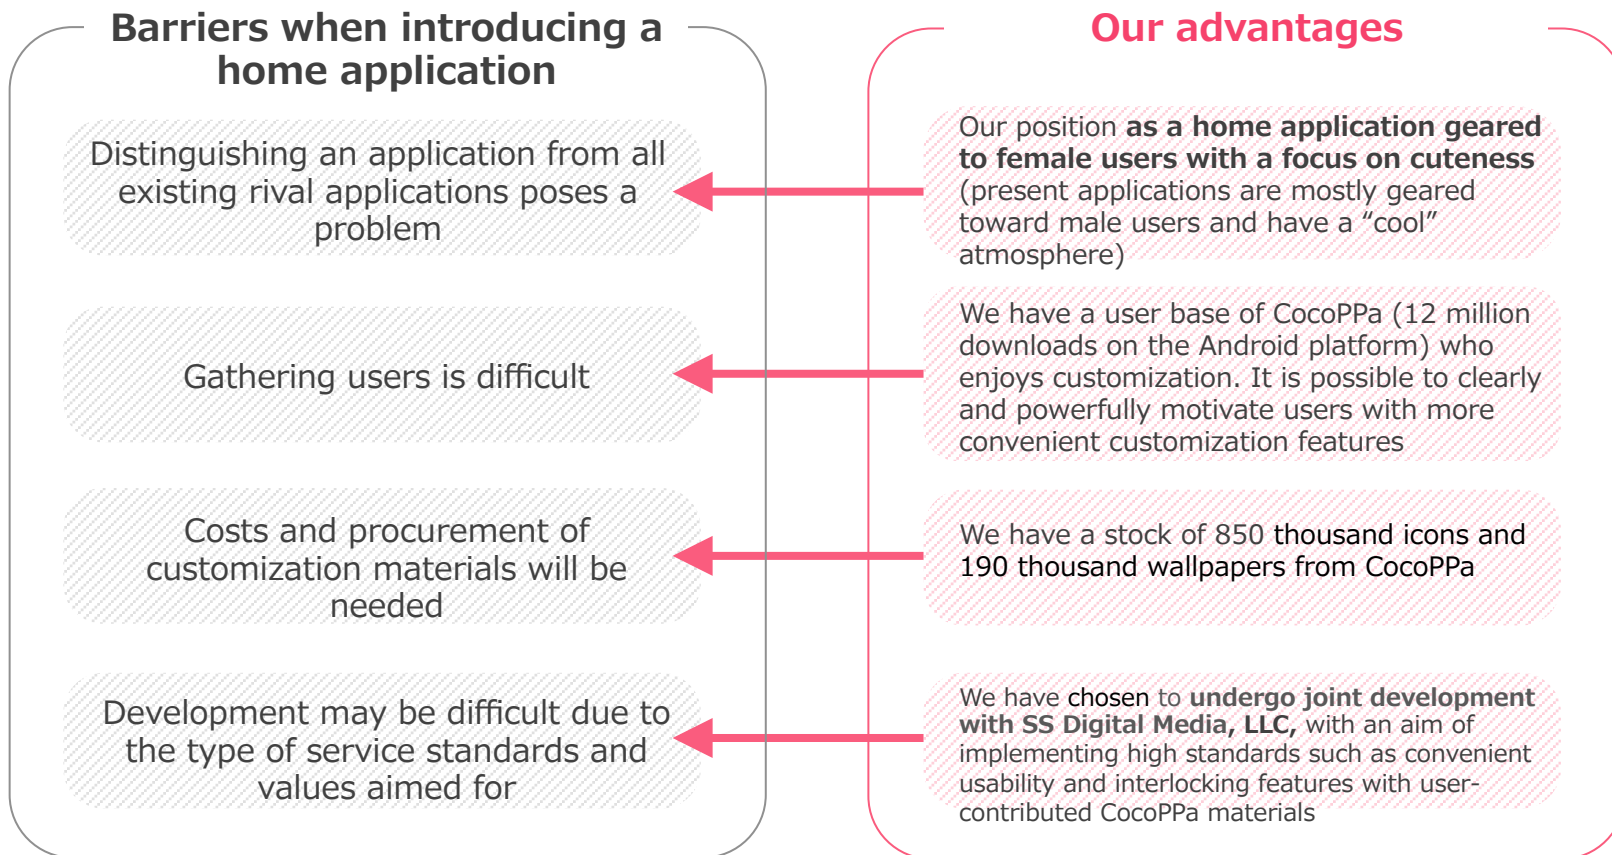 Barriers when introducing a
home application
Distinguishing an application from all
existing rival applications poses a
problem
Gathering users is difficult
Costs and procurement of
customization materials will be
needed
Development may be difficult due to
the type of service standards and
values aimed for
Our advantages
Our position as a home application geared
to female users with a focus on cuteness
(present applications are mostly geared
toward male users and have a “cool”
atmosphere)
We have a user base of CocoPPa (12 million
downloads on the Android platform) who
enjoys customization. It is possible to clearly
and powerfully motivate users with more
convenient customization features
We have a stock of 850 thousand icons and
190 thousand wallpapers from CocoPPa
We have chosen to undergo joint development
with SS Digital Media, LLC, with an aim of
implementing high standards such as convenient
usability and interlocking features with user-
contributed CocoPPa materials